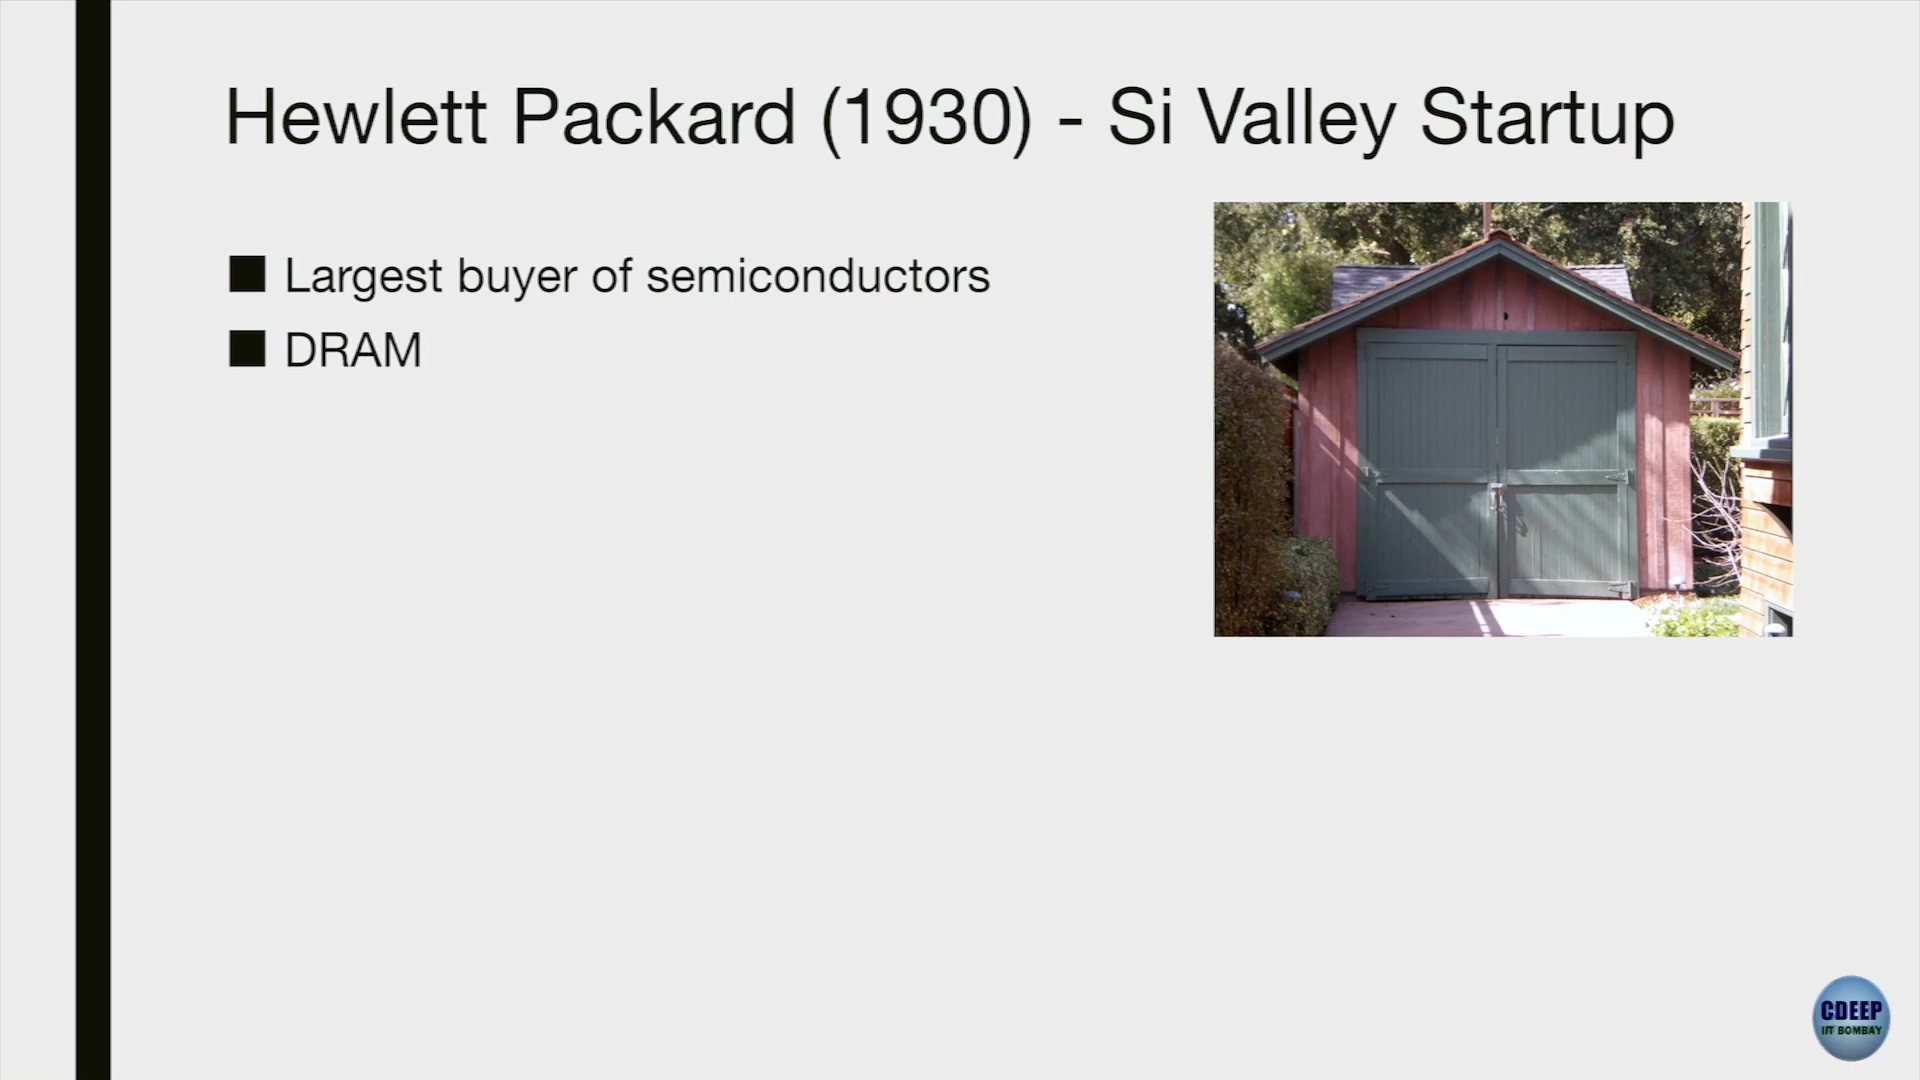 Hewlett Packard (1930) - Si Valley Startup
Largest buyer of semiconductors
DRAM
CDEEP
IIT BOMBAY